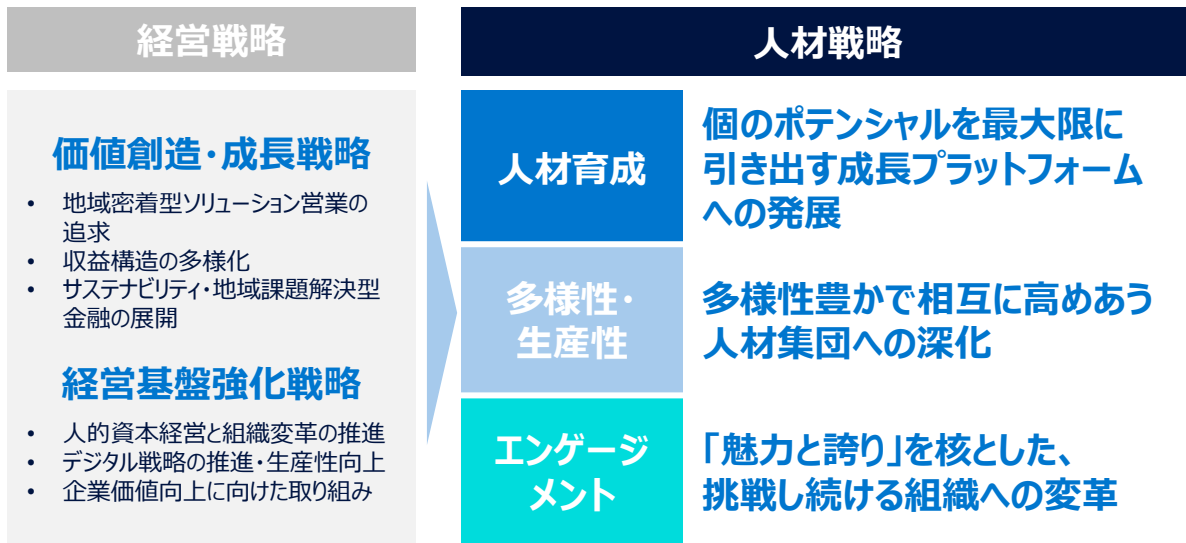 経営戦略
価値創造・成長戦略
• 地域密着型ソリューション営業の
追求
• 収益構造の多様化
• サステナビリティ・地域課題解決型
金融の展開
経営基盤強化戦略
• 人的資本経営と組織変革の推進
• デジタル戦略の推進・生産性向上
• 企業価値向上に向けた取り組み
人材戦略
人材育成
個のポテンシャルを最大限に
引き出す成長プラットフォーム
への発展
多様性・
生産性
多様性豊かで相互に高めあう
人材集団への深化
エンゲージ
メント
「魅力と誇り」を核とした、
挑戦し続ける組織への変革